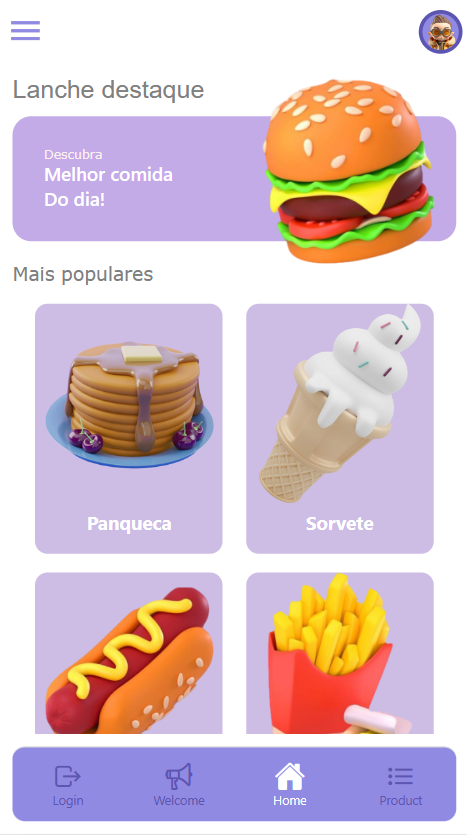 Lanche destaque
Descubra
Melhor comida
Do dia!
Mais populares
Panqueca
Sorvete
Login
Welcome
Home
Product